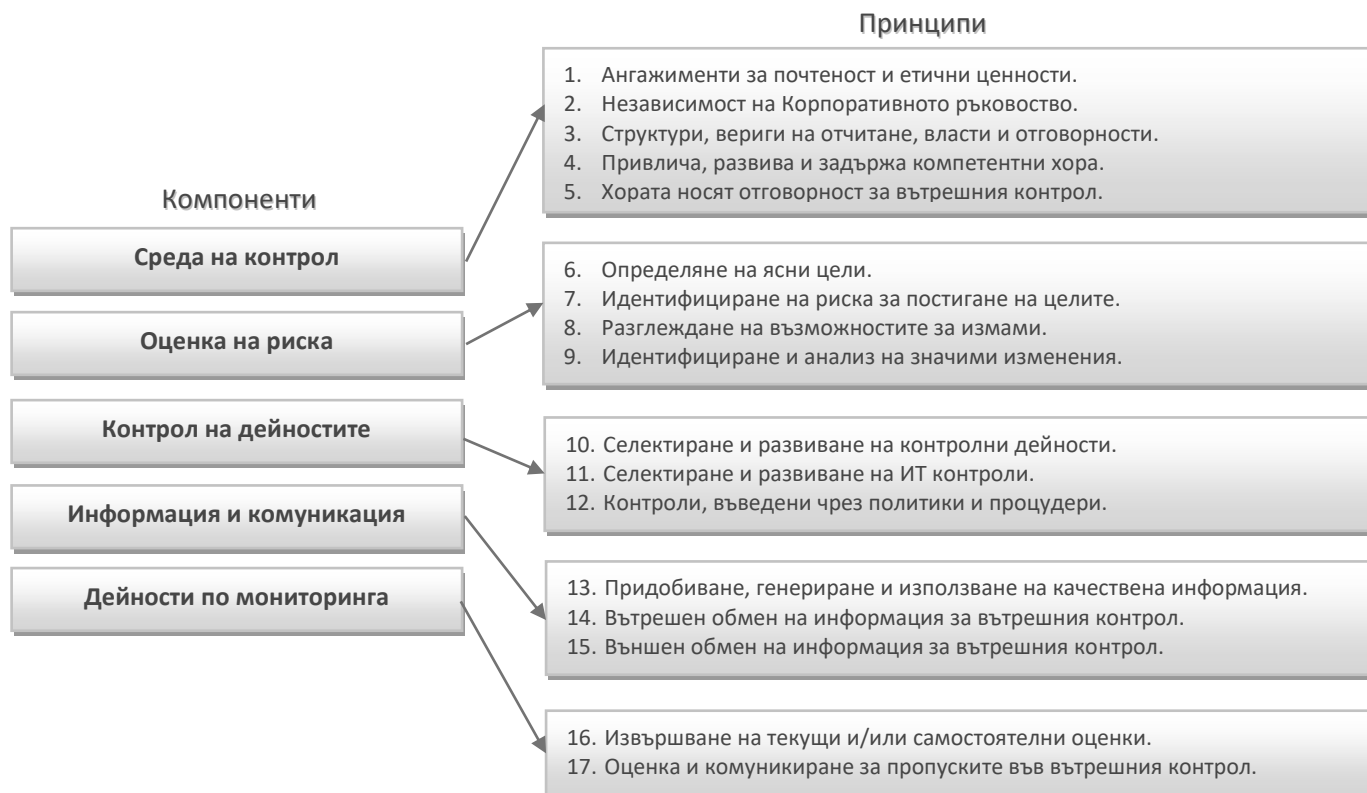 Принципи
1. Ангажименти за почтеност и етични ценности.
2. Независимост на Корпоративното ръковоство.
3. Структури, вериги на отчитане, власти и отговорности.
4. Привлича, развива и задържа компетентни хора.
5. Хората носят отговорност за вътрешния контрол.
Компоненти
Среда на контрол
Оценка на риска
Контрол на дейностите
Информация и комуникация
Дейности по мониторинга
6. Определяне на ясни цели.
7. Идентифициране на риска за постигане на целите.
8. Разглеждане на възможностите за измами.
9. Идентифициране и анализ на значими изменения.
10. Селектиране и развиване на контролни дейности.
11. Селектиране и развиване на ИТ контроли.
12. Контроли, въведени чрез политики и процудери.
13. Придобиване, генериране и използване на качествена информация.
14. Вътрешен обмен на информация за вътрешния контрол.
15. Външен обмен на информация за вътрешния контрол.
16. Извършване на текущи и/или самостоятелни оценки.
17. Оценка и комуникиране за пропуските във вътрешния контрол.